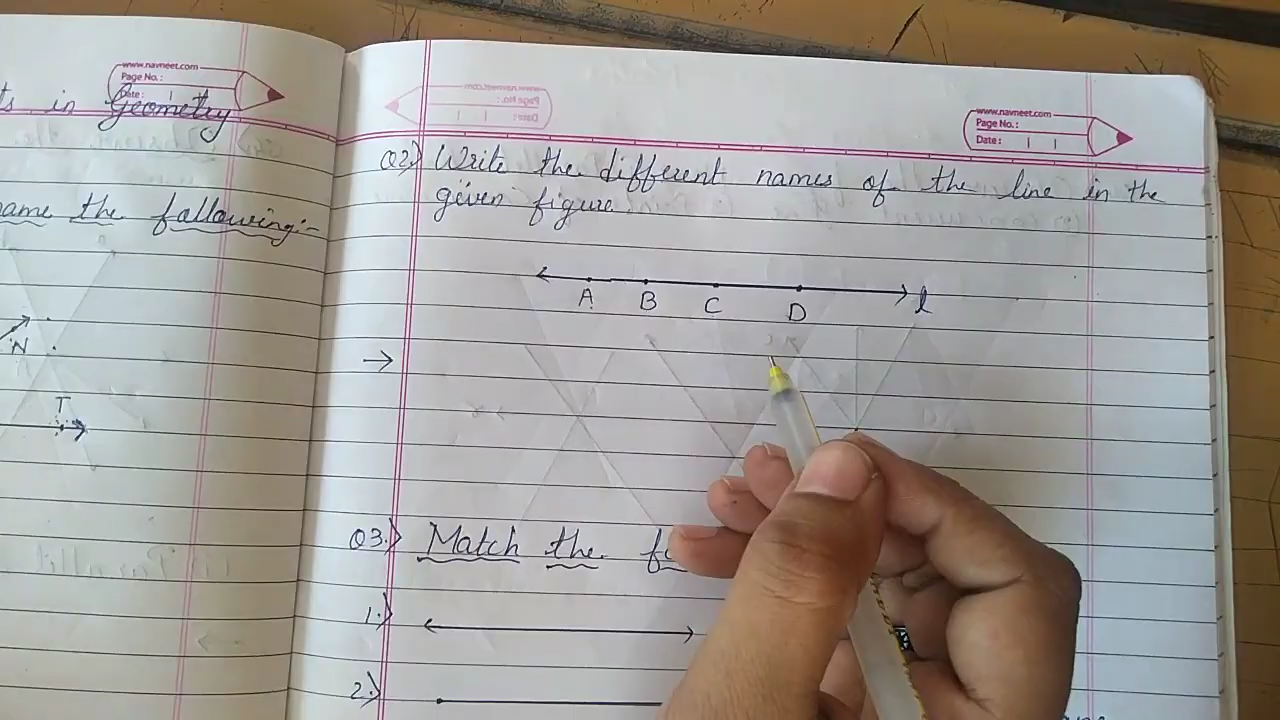 www.navneet.com
Page No. :
Date :
ts in Geometry
name the following:-
N
T
www.navneet.com
Page No. :
Date :
Q2) Write the different names of the line in the
given figure.
A B C D l
→
Q3.) Match the
1.)
2.)